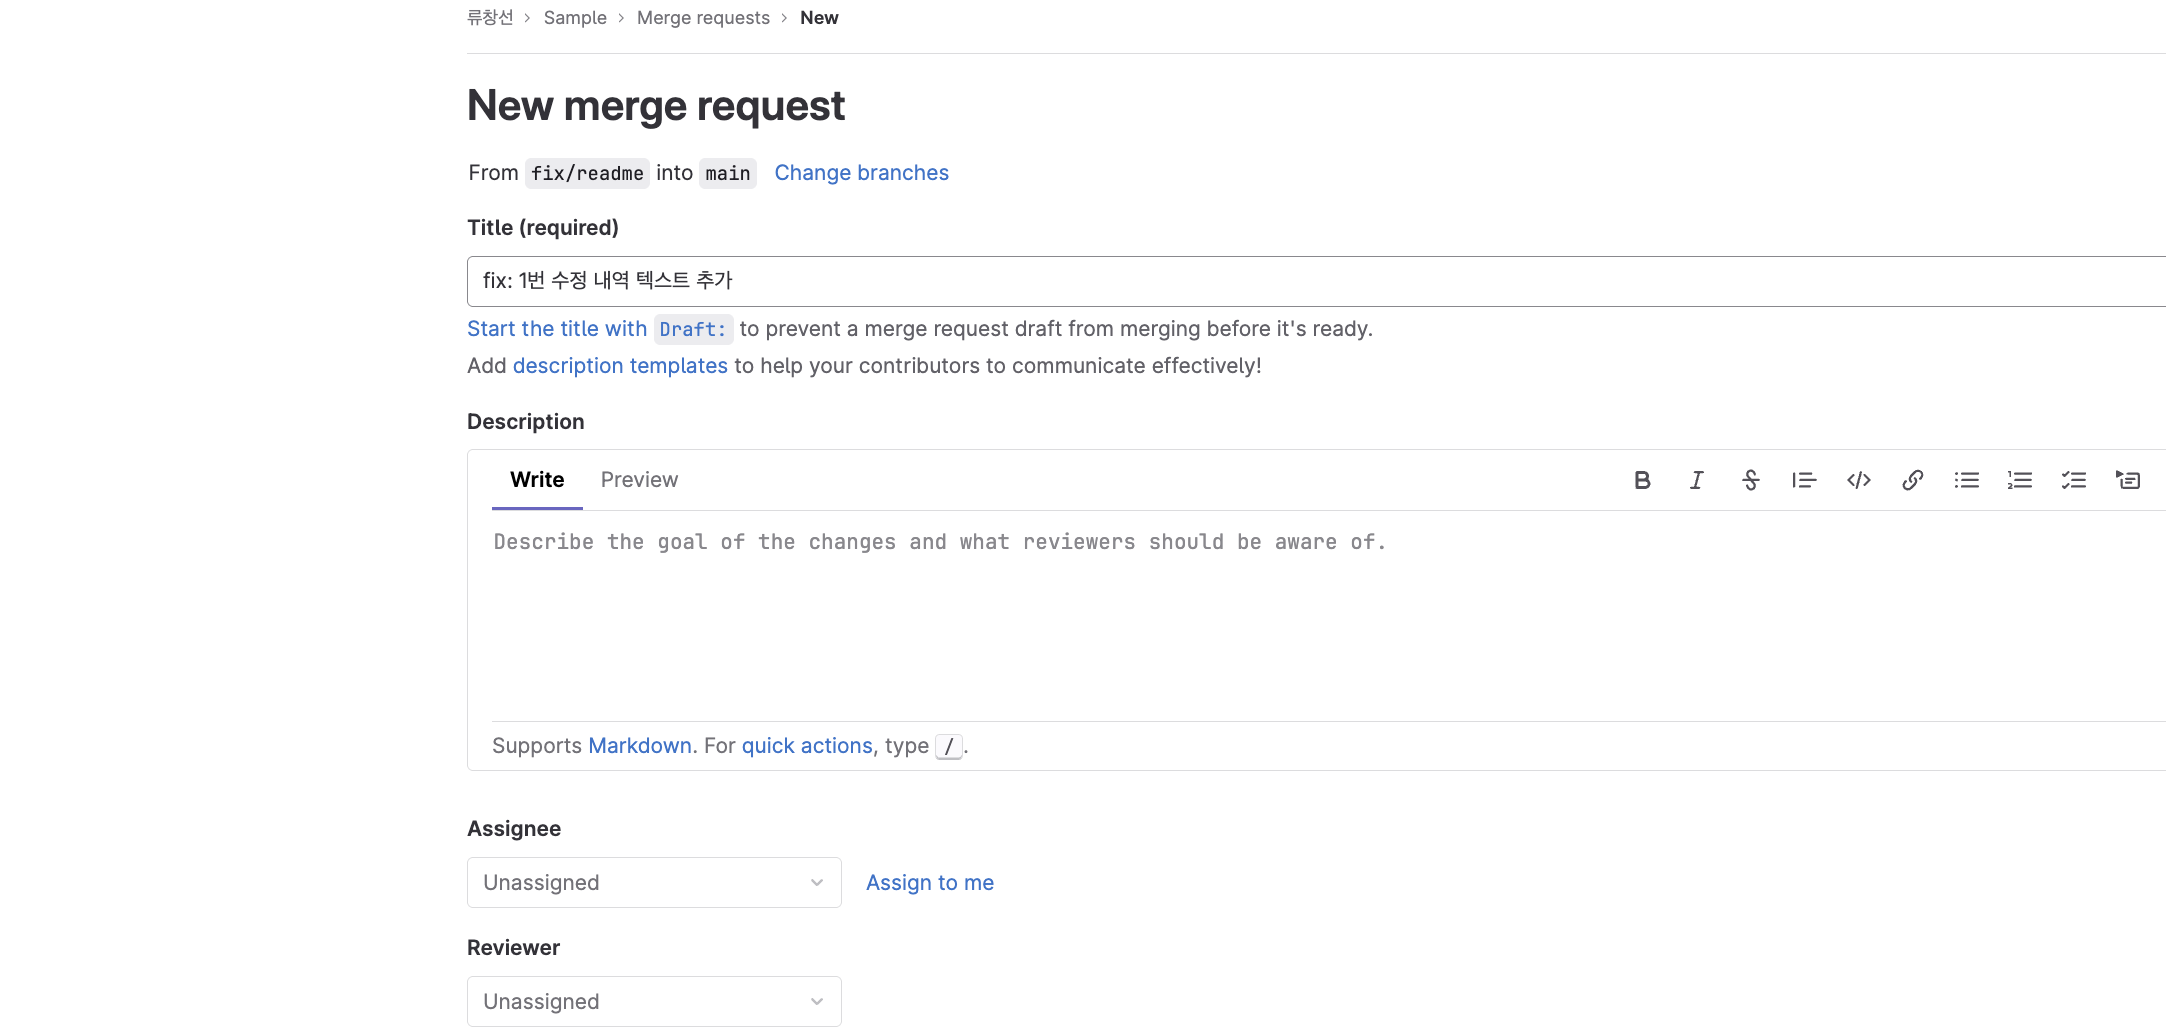 류창선 > Sample > Merge requests > New
New merge request
From fix/readme into main Change branches
Title (required)
fix: 1번 수정 내역 텍스트 추가
Start the title with Draft: to prevent a merge request draft from merging before it's ready.
Add description templates to help your contributors to communicate effectively!
Description
Write Preview
Describe the goal of the changes and what reviewers should be aware of.
Supports Markdown. For quick actions, type /.
Assignee
Unassigned Assign to me
Reviewer
Unassigned